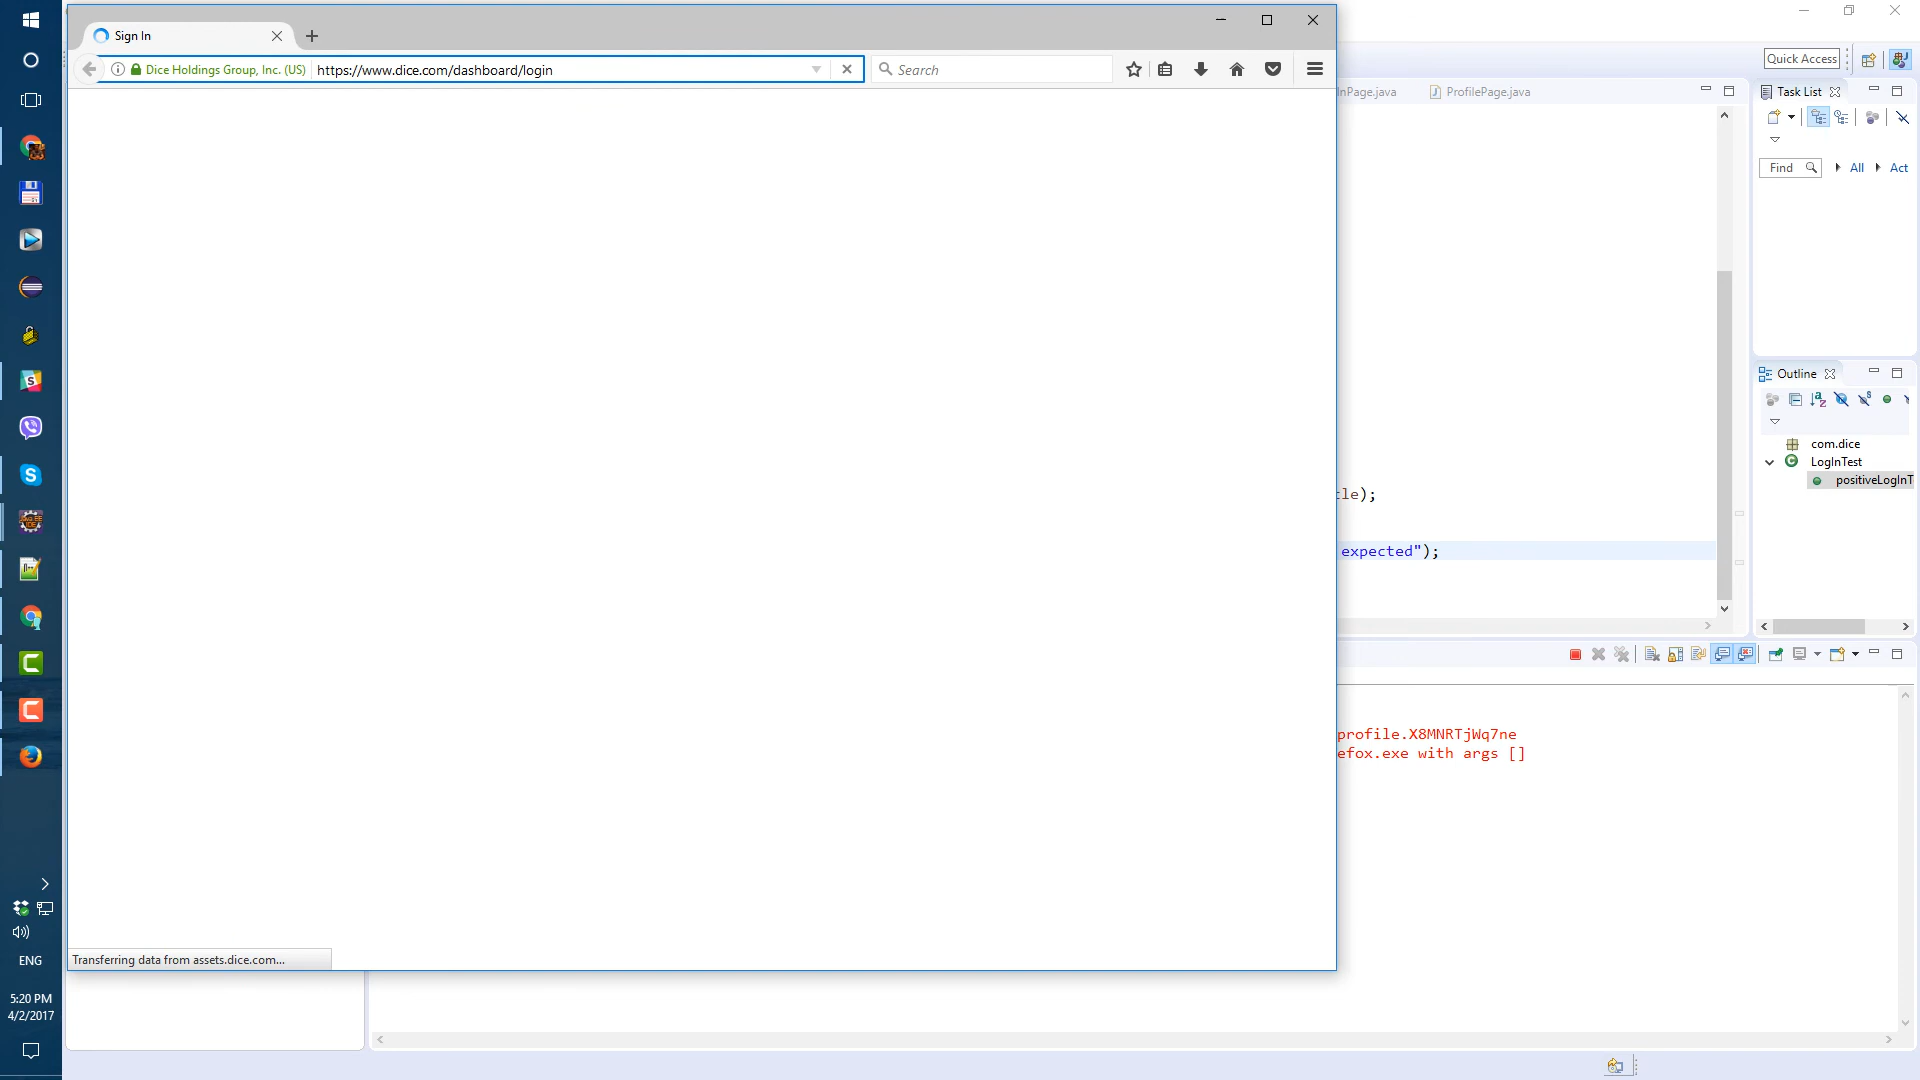 Sign In
Dice Holdings Group, Inc. (US)
https://www.dice.com/dashboard/login
Search
Quick Access
InPage.java
ProfilePage.java
Task List
Find
All
Act
Outline
com.dice
LogInTest
positiveLogInT
tle);
expected");
profile.X8MNRTjWq7ne
efox.exe with args []
Transferring data from assets.dice.com...
ENG
5:20 PM
4/2/2017